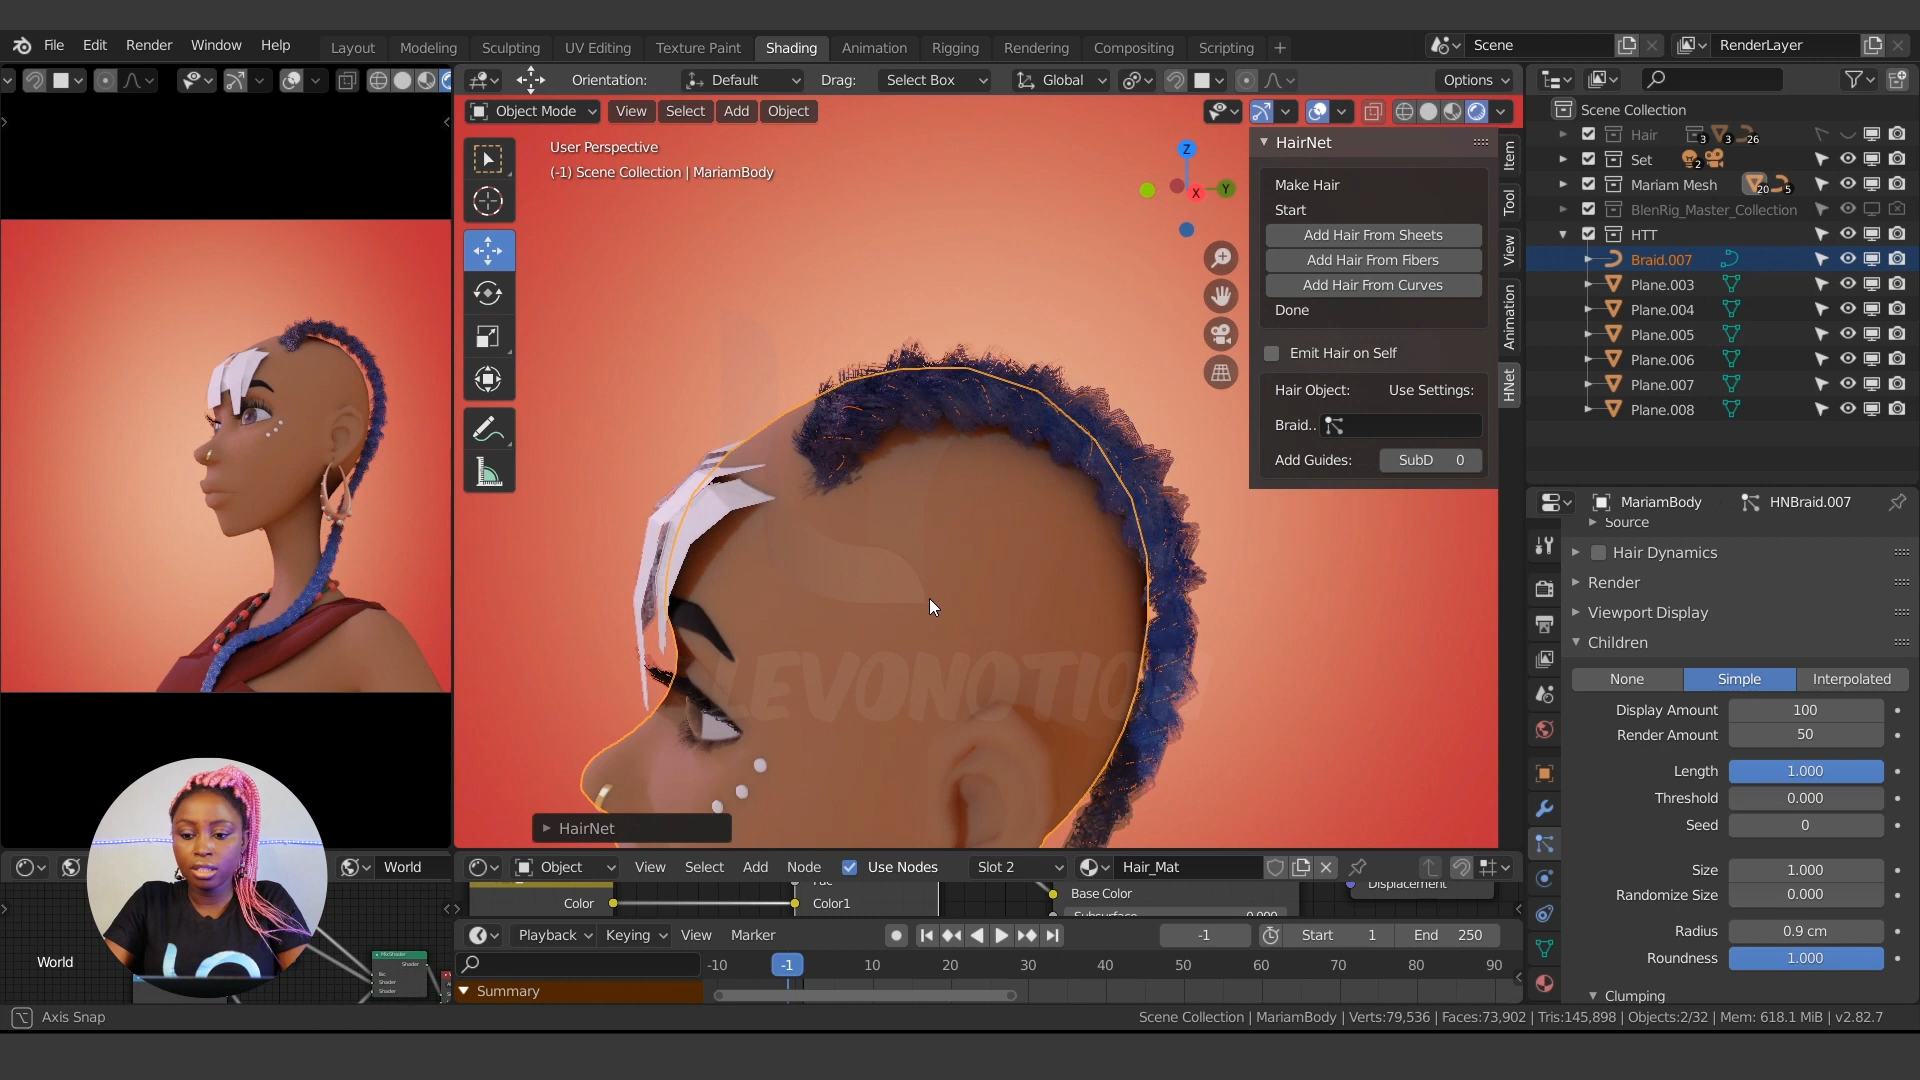 File Edit Render Window Help Layout Modeling Sculpting UV Editing Texture Paint Shading Animation Rigging Rendering Compositing Scripting + Scene RenderLayer
Orientation: Default Drag: Select Box Global Options
Object Mode View Select Add Object
User Perspective
(-1) Scene Collection | MariamBody
Z
Y
X
HairNet
Make Hair
Start
Add Hair From Sheets
Add Hair From Fibers
Add Hair From Curves
Done
Emit Hair on Self
Hair Object: Use Settings:
Braid..
Add Guides: SubD 0
Item
Tool
View
Animation
HNet
LEVONOTION
HairNet
Scene Collection
Hair 3 3 26
Set 2
Mariam Mesh 20 5
BlenRig_Master_Collection
HTT
Braid.007
Plane.003
Plane.004
Plane.005
Plane.006
Plane.007
Plane.008
MariamBody HNBraid.007
Source
Hair Dynamics
Render
Viewport Display
Children
None Simple Interpolated
Display Amount 100
Render Amount 50
Length 1.000
Threshold 0.000
Seed 0
Size 1.000
Randomize Size 0.000
Radius 0.9 cm
Roundness 1.000
Clumping
World
World
Object View Select Add Node Use Nodes Slot 2 Hair_Mat
Color Color1 Base Color Displacement
Subsurface 0.000
Playback Keying View Marker -1 Start 1 End 250
-10 -1 10 20 30 40 50 60 70 80 90
Summary
Axis Snap
Scene Collection | MariamBody | Verts:79,536 | Faces:73,902 | Tris:145,898 | Objects:2/32 | Mem: 618.1 MiB | v2.82.7